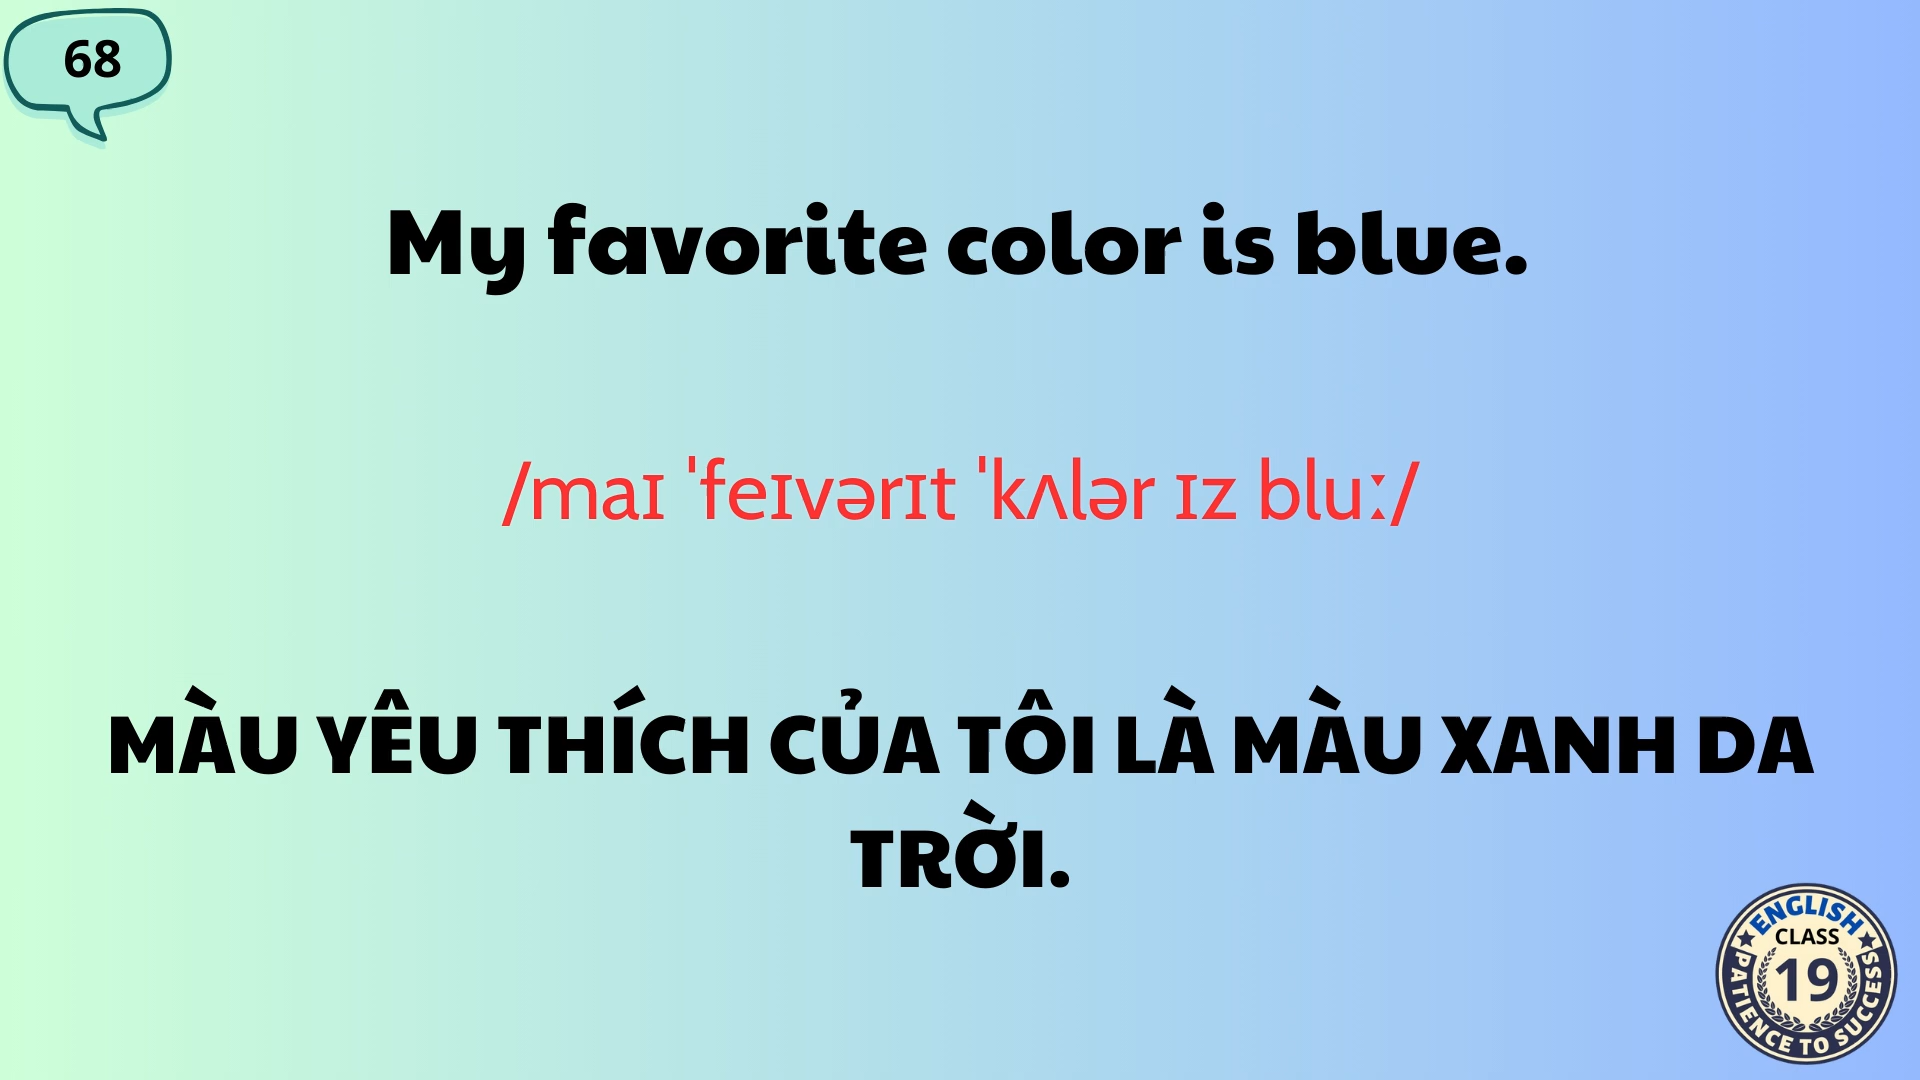 68
My favorite color is blue.
/maɪ ˈfeɪvərɪt ˈkʌlər ɪz bluː/
MÀU YÊU THÍCH CỦA TÔI LÀ MÀU XANH DA
TRỜI.
ENGLISH
CLASS
19
PATIENCE TO SUCCESS